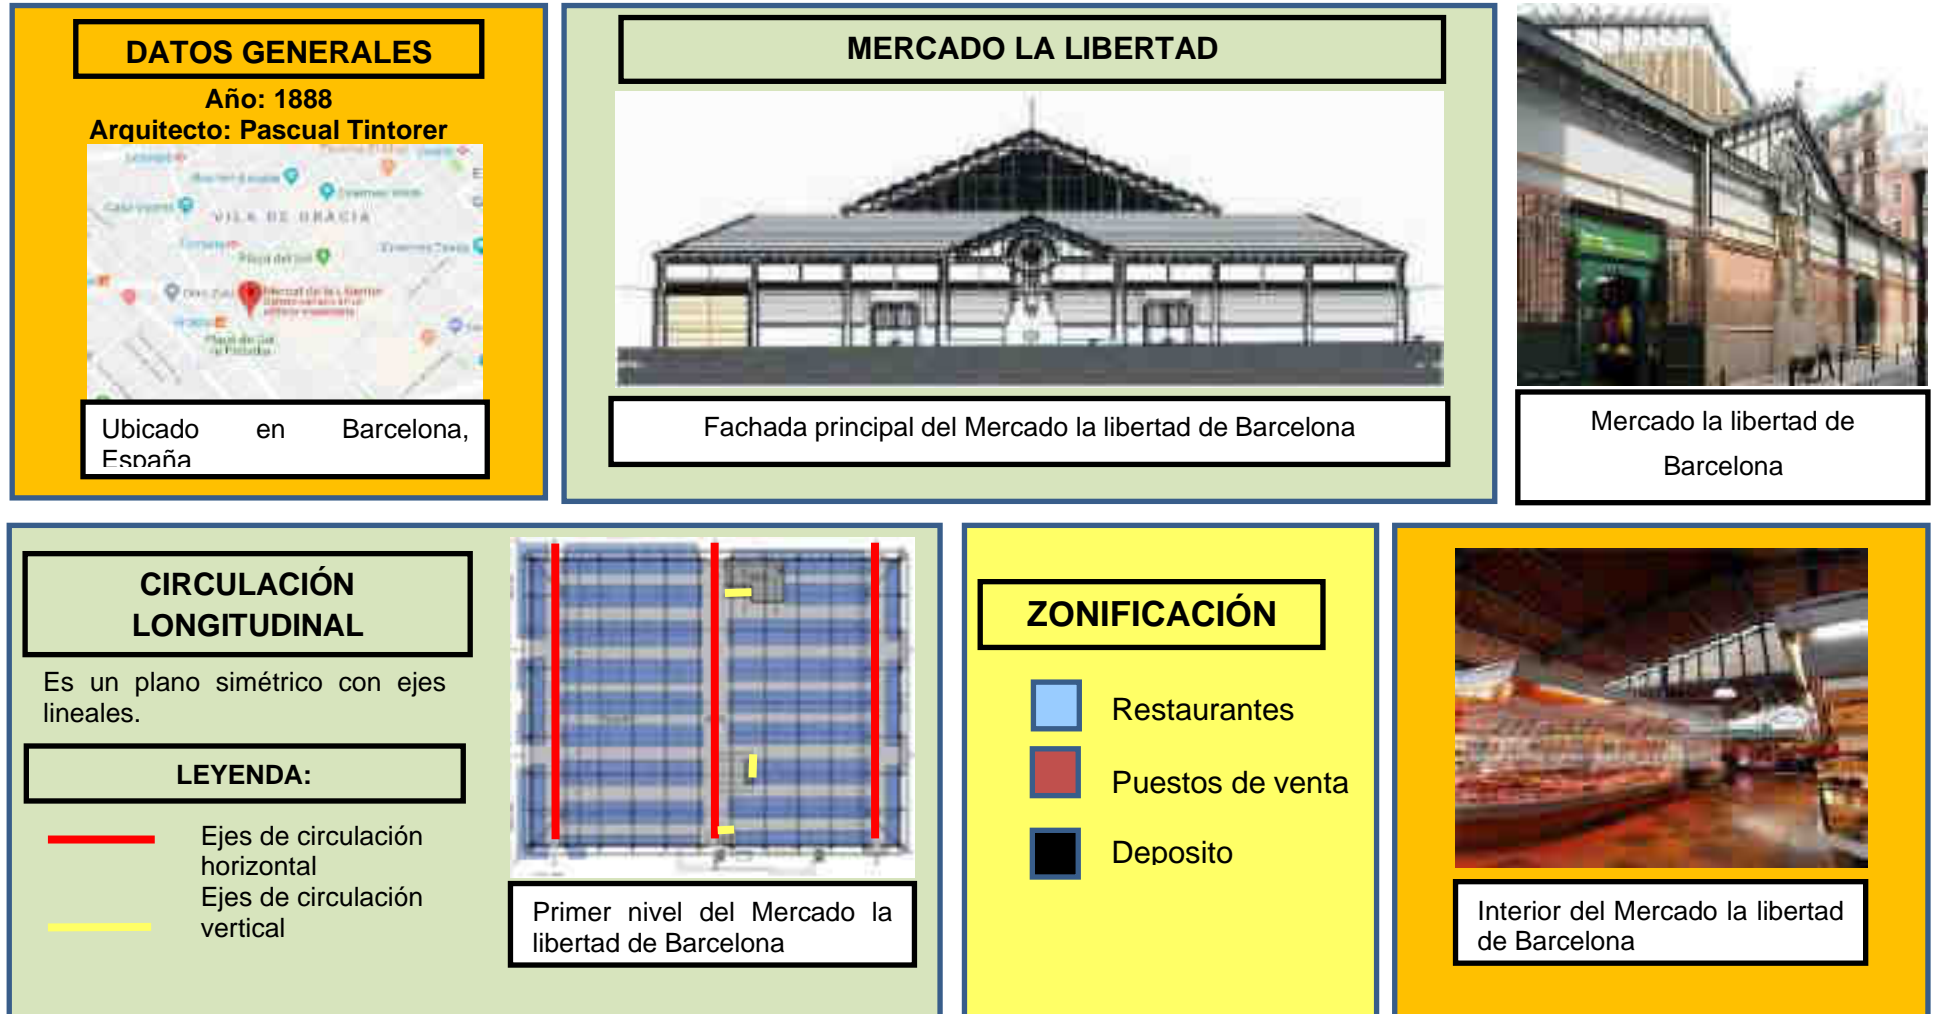 DATOS GENERALES
Año: 1888
Arquitecto: Pascual Tintorer
VILA DE GRACIA
Ubicado en Barcelona,
España
MERCADO LA LIBERTAD
Fachada principal del Mercado la libertad de Barcelona
Mercado la libertad de
Barcelona
CIRCULACIÓN
LONGITUDINAL
Es un plano simétrico con ejes
lineales.
LEYENDA:
Ejes de circulación
horizontal
Ejes de circulación
vertical
Primer nivel del Mercado la
libertad de Barcelona
ZONIFICACIÓN
Restaurantes
Puestos de venta
Deposito
Interior del Mercado la libertad
de Barcelona